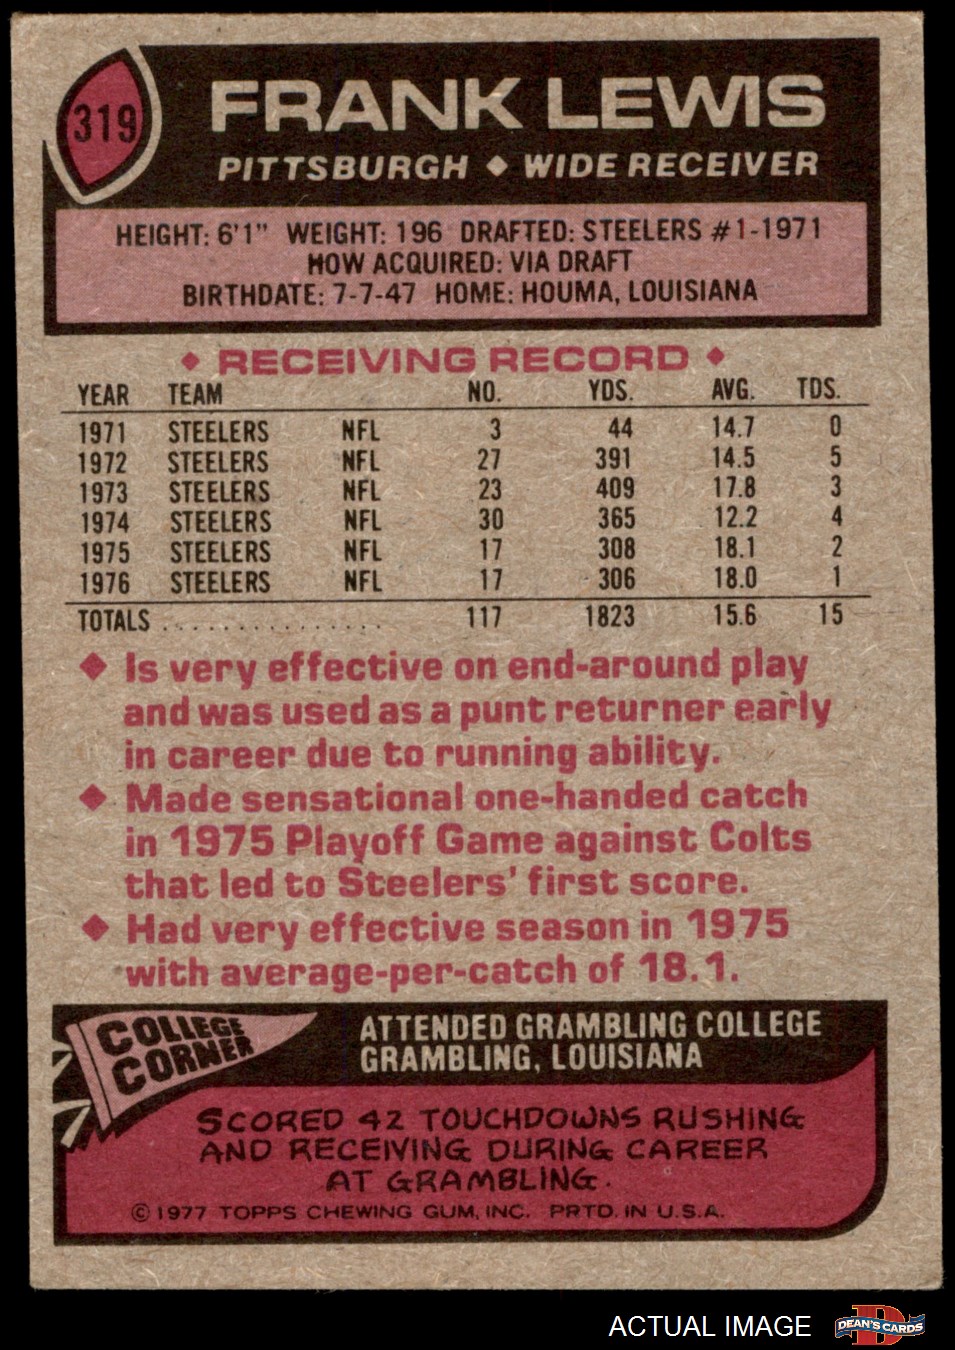 319
FRANK LEWIS
PITTSBURGH ◆ WIDE RECEIVER
HEIGHT: 6'1" WEIGHT: 196 DRAFTED: STEELERS #1-1971
HOW ACQUIRED: VIA DRAFT
BIRTHDATE: 7-7-47 HOME: HOUMA, LOUISIANA
◆ RECEIVING RECORD ◆
YEAR TEAM NO. YDS. AVG. TDS.
1971 STEELERS NFL 3 44 14.7 0
1972 STEELERS NFL 27 391 14.5 5
1973 STEELERS NFL 23 409 17.8 3
1974 STEELERS NFL 30 365 12.2 4
1975 STEELERS NFL 17 308 18.1 2
1976 STEELERS NFL 17 306 18.0 1
TOTALS . . . . . . . . . . . . . . . 117 1823 15.6 15
◆ Is very effective on end-around play
and was used as a punt returner early
in career due to running ability.
◆ Made sensational one-handed catch
in 1975 Playoff Game against Colts
that led to Steelers' first score.
◆ Had very effective season in 1975
with average-per-catch of 18.1.
COLLEGE
CORNER
ATTENDED GRAMBLING COLLEGE
GRAMBLING, LOUISIANA
SCORED 42 TOUCHDOWNS RUSHING
AND RECEIVING DURING CAREER
AT GRAMBLING.
© 1977 TOPPS CHEWING GUM, INC. PRTD. IN U.S.A.
ACTUAL IMAGE
D
DEAN'S CARDS